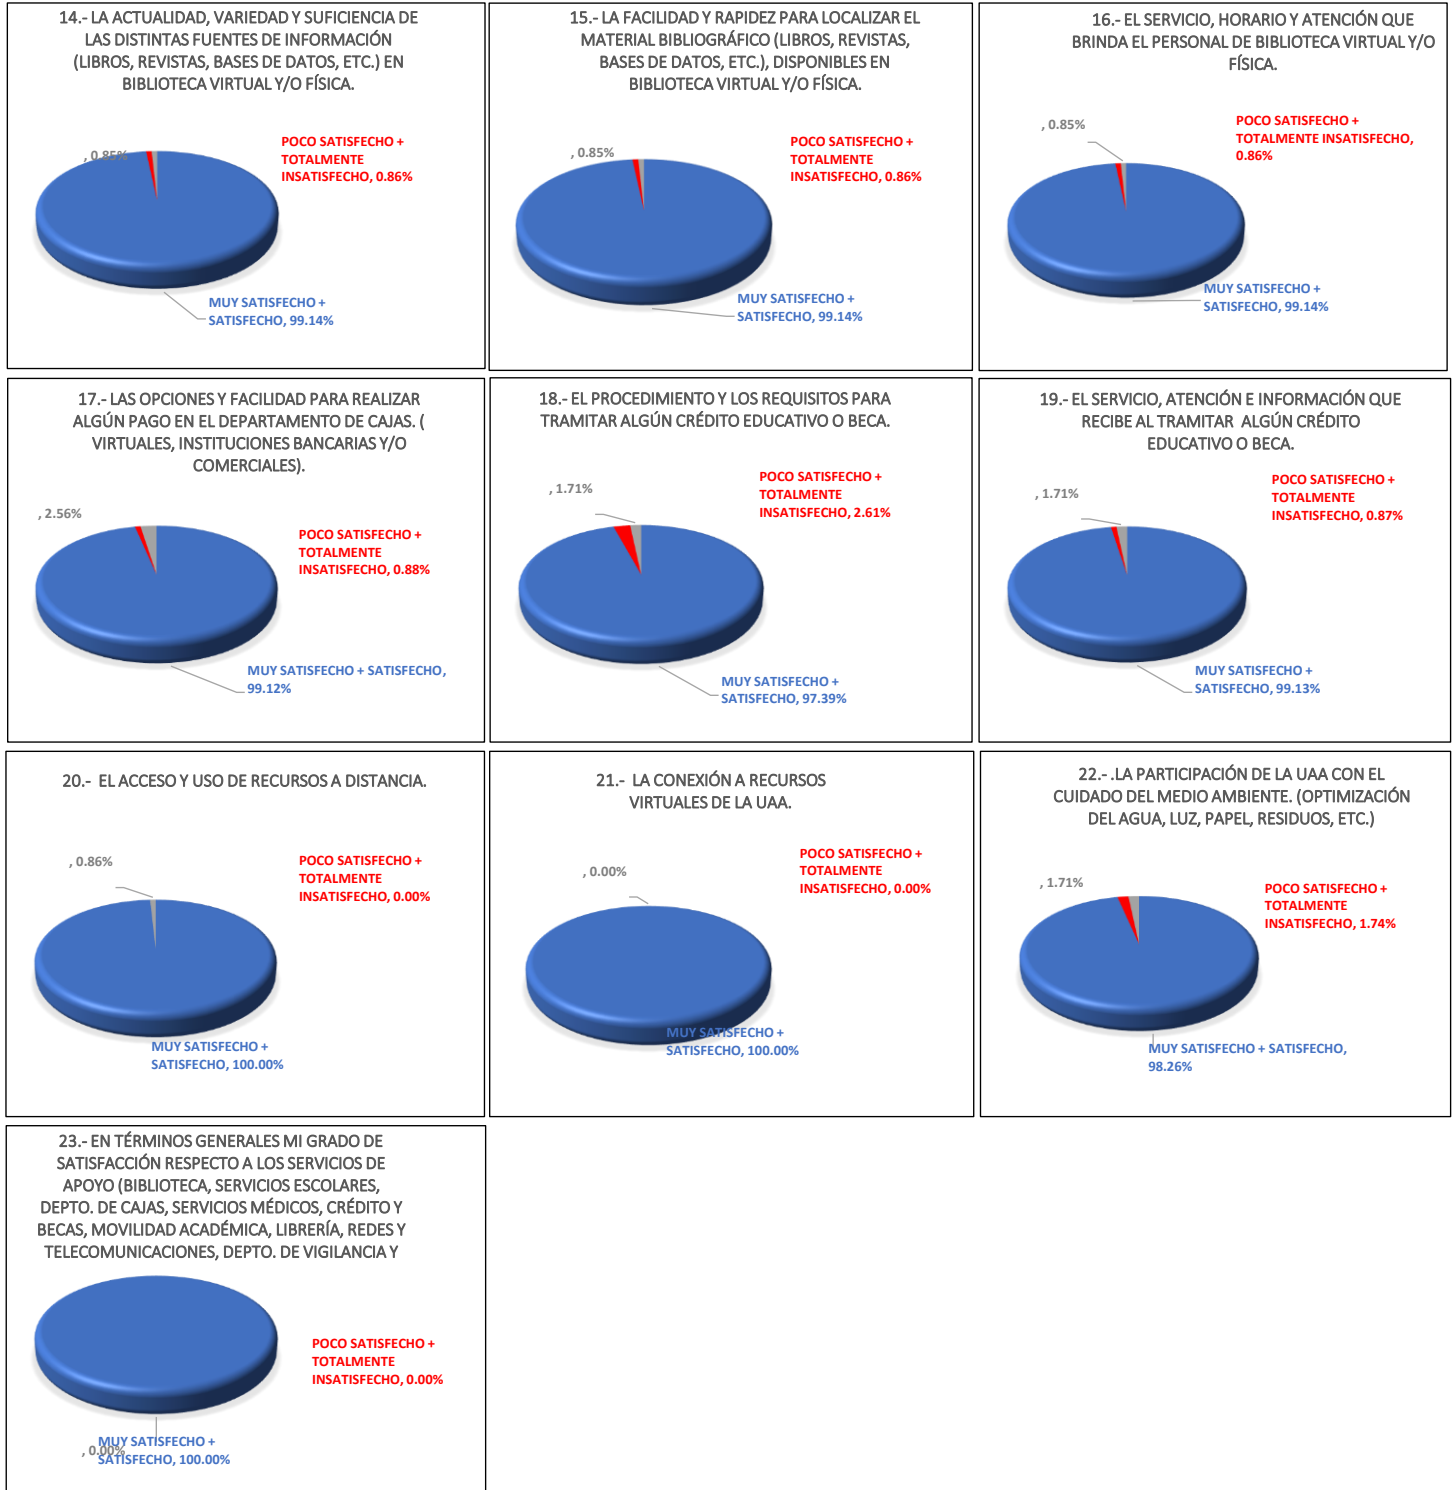 14.- LA ACTUALIDAD, VARIEDAD Y SUFICIENCIA DE
LAS DISTINTAS FUENTES DE INFORMACIÓN
(LIBROS, REVISTAS, BASES DE DATOS, ETC.) EN
BIBLIOTECA VIRTUAL Y/O FÍSICA.
, 0.85%
POCO SATISFECHO +
TOTALMENTE
INSATISFECHO, 0.86%
MUY SATISFECHO +
SATISFECHO, 99.14%
15.- LA FACILIDAD Y RAPIDEZ PARA LOCALIZAR EL
MATERIAL BIBLIOGRÁFICO (LIBROS, REVISTAS,
BASES DE DATOS, ETC.), DISPONIBLES EN
BIBLIOTECA VIRTUAL Y/O FÍSICA.
, 0.85%
POCO SATISFECHO +
TOTALMENTE
INSATISFECHO, 0.86%
MUY SATISFECHO +
SATISFECHO, 99.14%
16.- EL SERVICIO, HORARIO Y ATENCIÓN QUE
BRINDA EL PERSONAL DE BIBLIOTECA VIRTUAL Y/O
FÍSICA.
, 0.85%
POCO SATISFECHO +
TOTALMENTE INSATISFECHO,
0.86%
MUY SATISFECHO +
SATISFECHO, 99.14%
17.- LAS OPCIONES Y FACILIDAD PARA REALIZAR
ALGÚN PAGO EN EL DEPARTAMENTO DE CAJAS. (
VIRTUALES, INSTITUCIONES BANCARIAS Y/O
COMERCIALES).
, 2.56%
POCO SATISFECHO +
TOTALMENTE
INSATISFECHO, 0.88%
MUY SATISFECHO + SATISFECHO,
99.12%
18.- EL PROCEDIMIENTO Y LOS REQUISITOS PARA
TRAMITAR ALGÚN CRÉDITO EDUCATIVO O BECA.
, 1.71%
POCO SATISFECHO +
TOTALMENTE
INSATISFECHO, 2.61%
MUY SATISFECHO +
SATISFECHO, 97.39%
19.- EL SERVICIO, ATENCIÓN E INFORMACIÓN QUE
RECIBE AL TRAMITAR ALGÚN CRÉDITO
EDUCATIVO O BECA.
, 1.71%
POCO SATISFECHO +
TOTALMENTE
INSATISFECHO, 0.87%
MUY SATISFECHO +
SATISFECHO, 99.13%
20.- EL ACCESO Y USO DE RECURSOS A DISTANCIA.
, 0.86%
POCO SATISFECHO +
TOTALMENTE
INSATISFECHO, 0.00%
MUY SATISFECHO +
SATISFECHO, 100.00%
21.- LA CONEXIÓN A RECURSOS
VIRTUALES DE LA UAA.
, 0.00%
POCO SATISFECHO +
TOTALMENTE
INSATISFECHO, 0.00%
MUY SATISFECHO +
SATISFECHO, 100.00%
22.- .LA PARTICIPACIÓN DE LA UAA CON EL
CUIDADO DEL MEDIO AMBIENTE. (OPTIMIZACIÓN
DEL AGUA, LUZ, PAPEL, RESIDUOS, ETC.)
, 1.71%
POCO SATISFECHO +
TOTALMENTE
INSATISFECHO, 1.74%
MUY SATISFECHO + SATISFECHO,
98.26%
23.- EN TÉRMINOS GENERALES MI GRADO DE
SATISFACCIÓN RESPECTO A LOS SERVICIOS DE
APOYO (BIBLIOTECA, SERVICIOS ESCOLARES,
DEPTO. DE CAJAS, SERVICIOS MÉDICOS, CRÉDITO Y
BECAS, MOVILIDAD ACADÉMICA, LIBRERÍA, REDES Y
TELECOMUNICACIONES, DEPTO. DE VIGILANCIA Y
POCO SATISFECHO +
TOTALMENTE
INSATISFECHO, 0.00%
MUY SATISFECHO +
SATISFECHO, 100.00%
, 0.00%